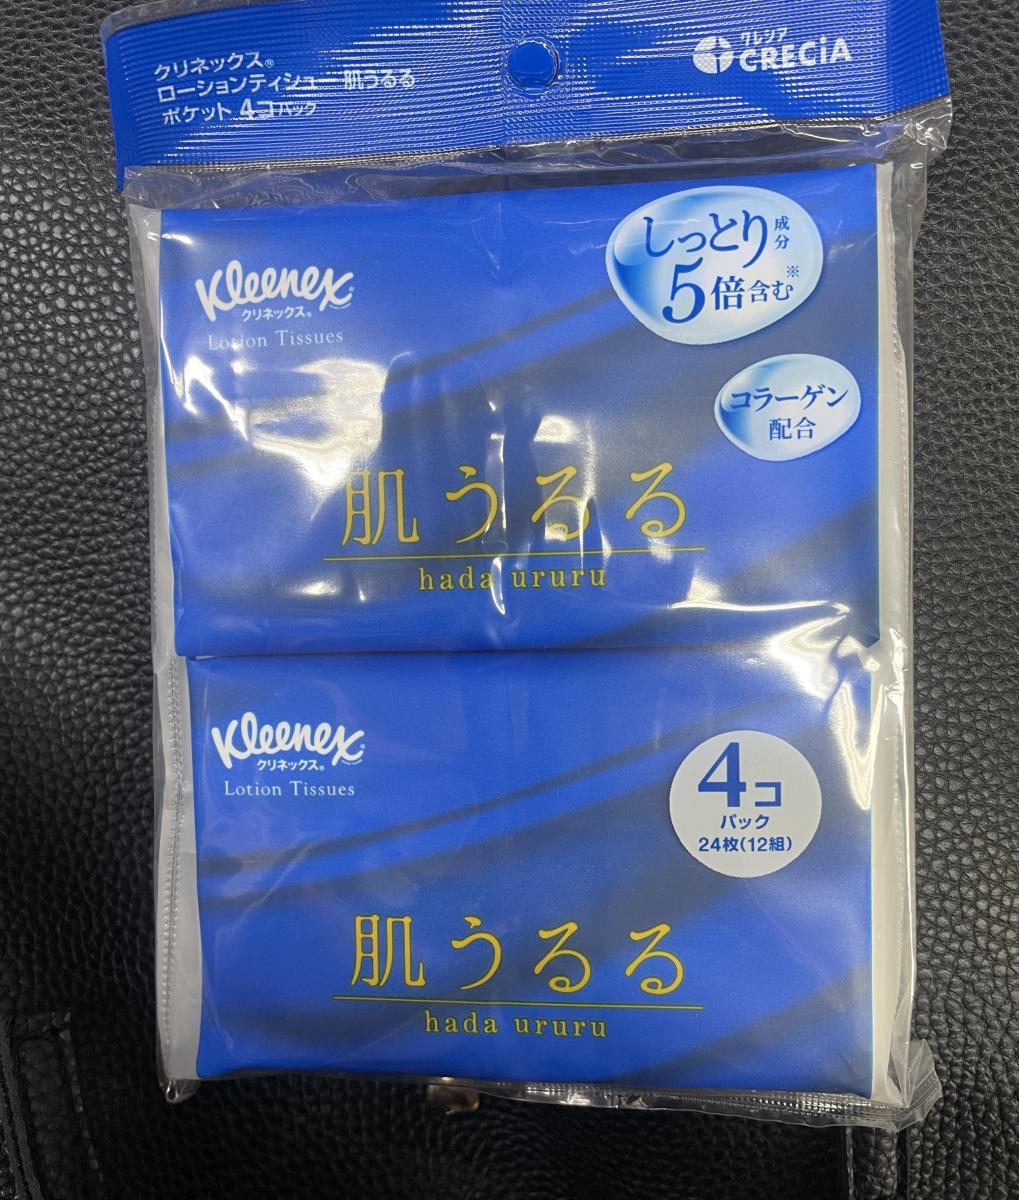 クリネックス®
ローションティシュー 肌うるる
ポケット 4コパック
クレシア
CRECIA
Kleenex
クリネックス®
Lotion Tissues
しっとり成分
5倍含む※
コラーゲン
配合
肌うるる
hada ururu
Kleenex
クリネックス®
Lotion Tissues
4コ
パック
24枚(12組)
肌うるる
hada ururu